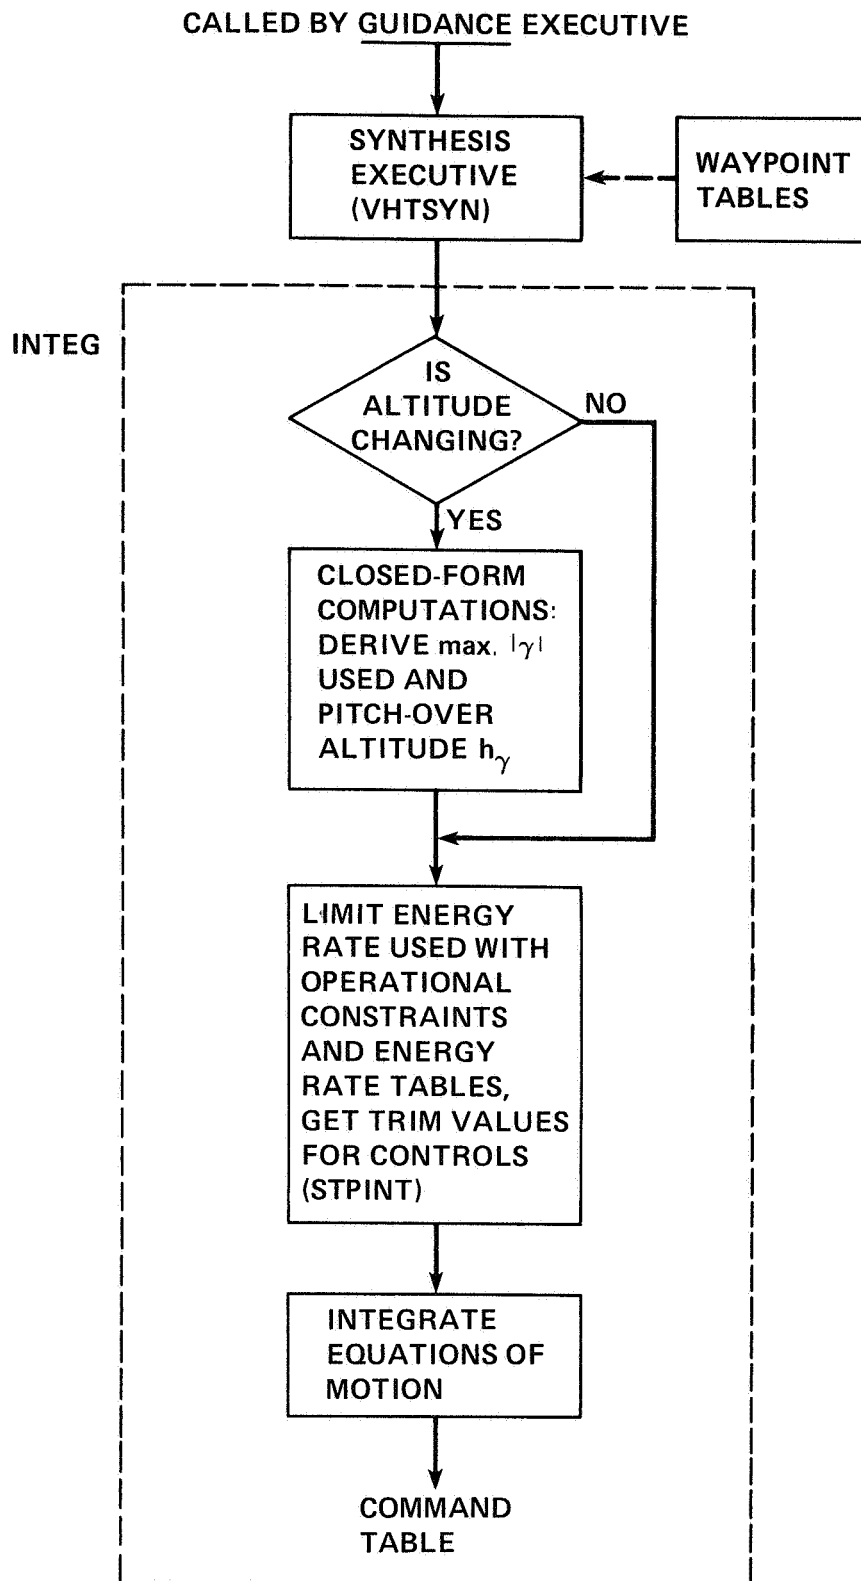 CALLED BY GUIDANCE EXECUTIVE
SYNTHESIS
EXECUTIVE
(VHTSYN)
WAYPOINT
TABLES
INTEG
IS
ALTITUDE
CHANGING?
NO
YES
CLOSED-FORM
COMPUTATIONS:
DERIVE max. |γ|
USED AND
PITCH-OVER
ALTITUDE hγ
LIMIT ENERGY
RATE USED WITH
OPERATIONAL
CONSTRAINTS
AND ENERGY
RATE TABLES,
GET TRIM VALUES
FOR CONTROLS
(STPINT)
INTEGRATE
EQUATIONS OF
MOTION
COMMAND
TABLE